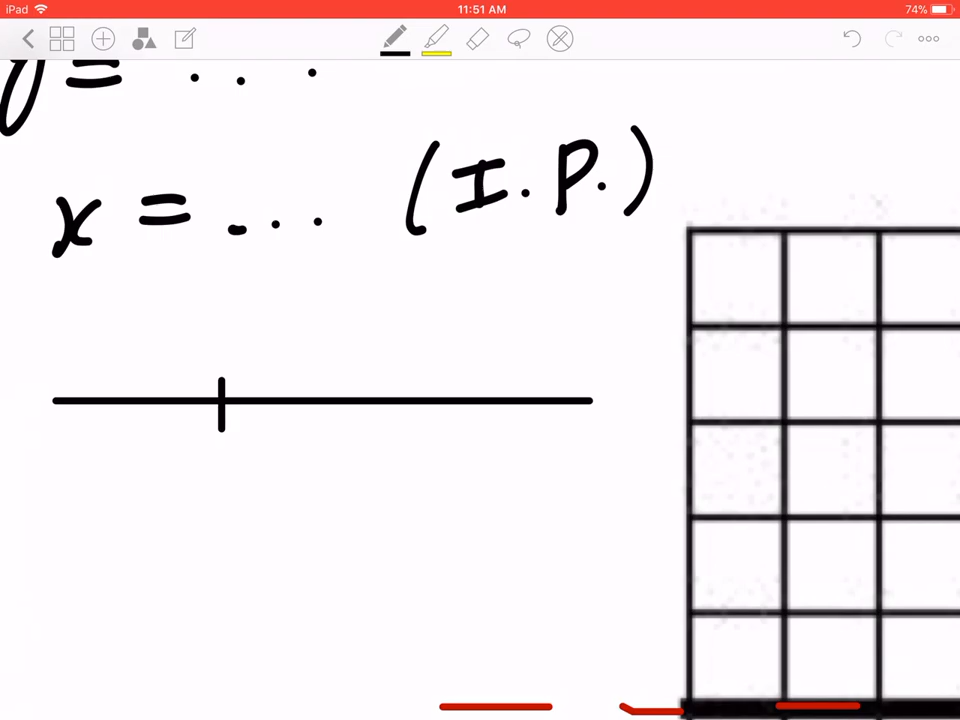 iPad 11:51 AM 74%
y = . . .
x = . . . (I.P.)